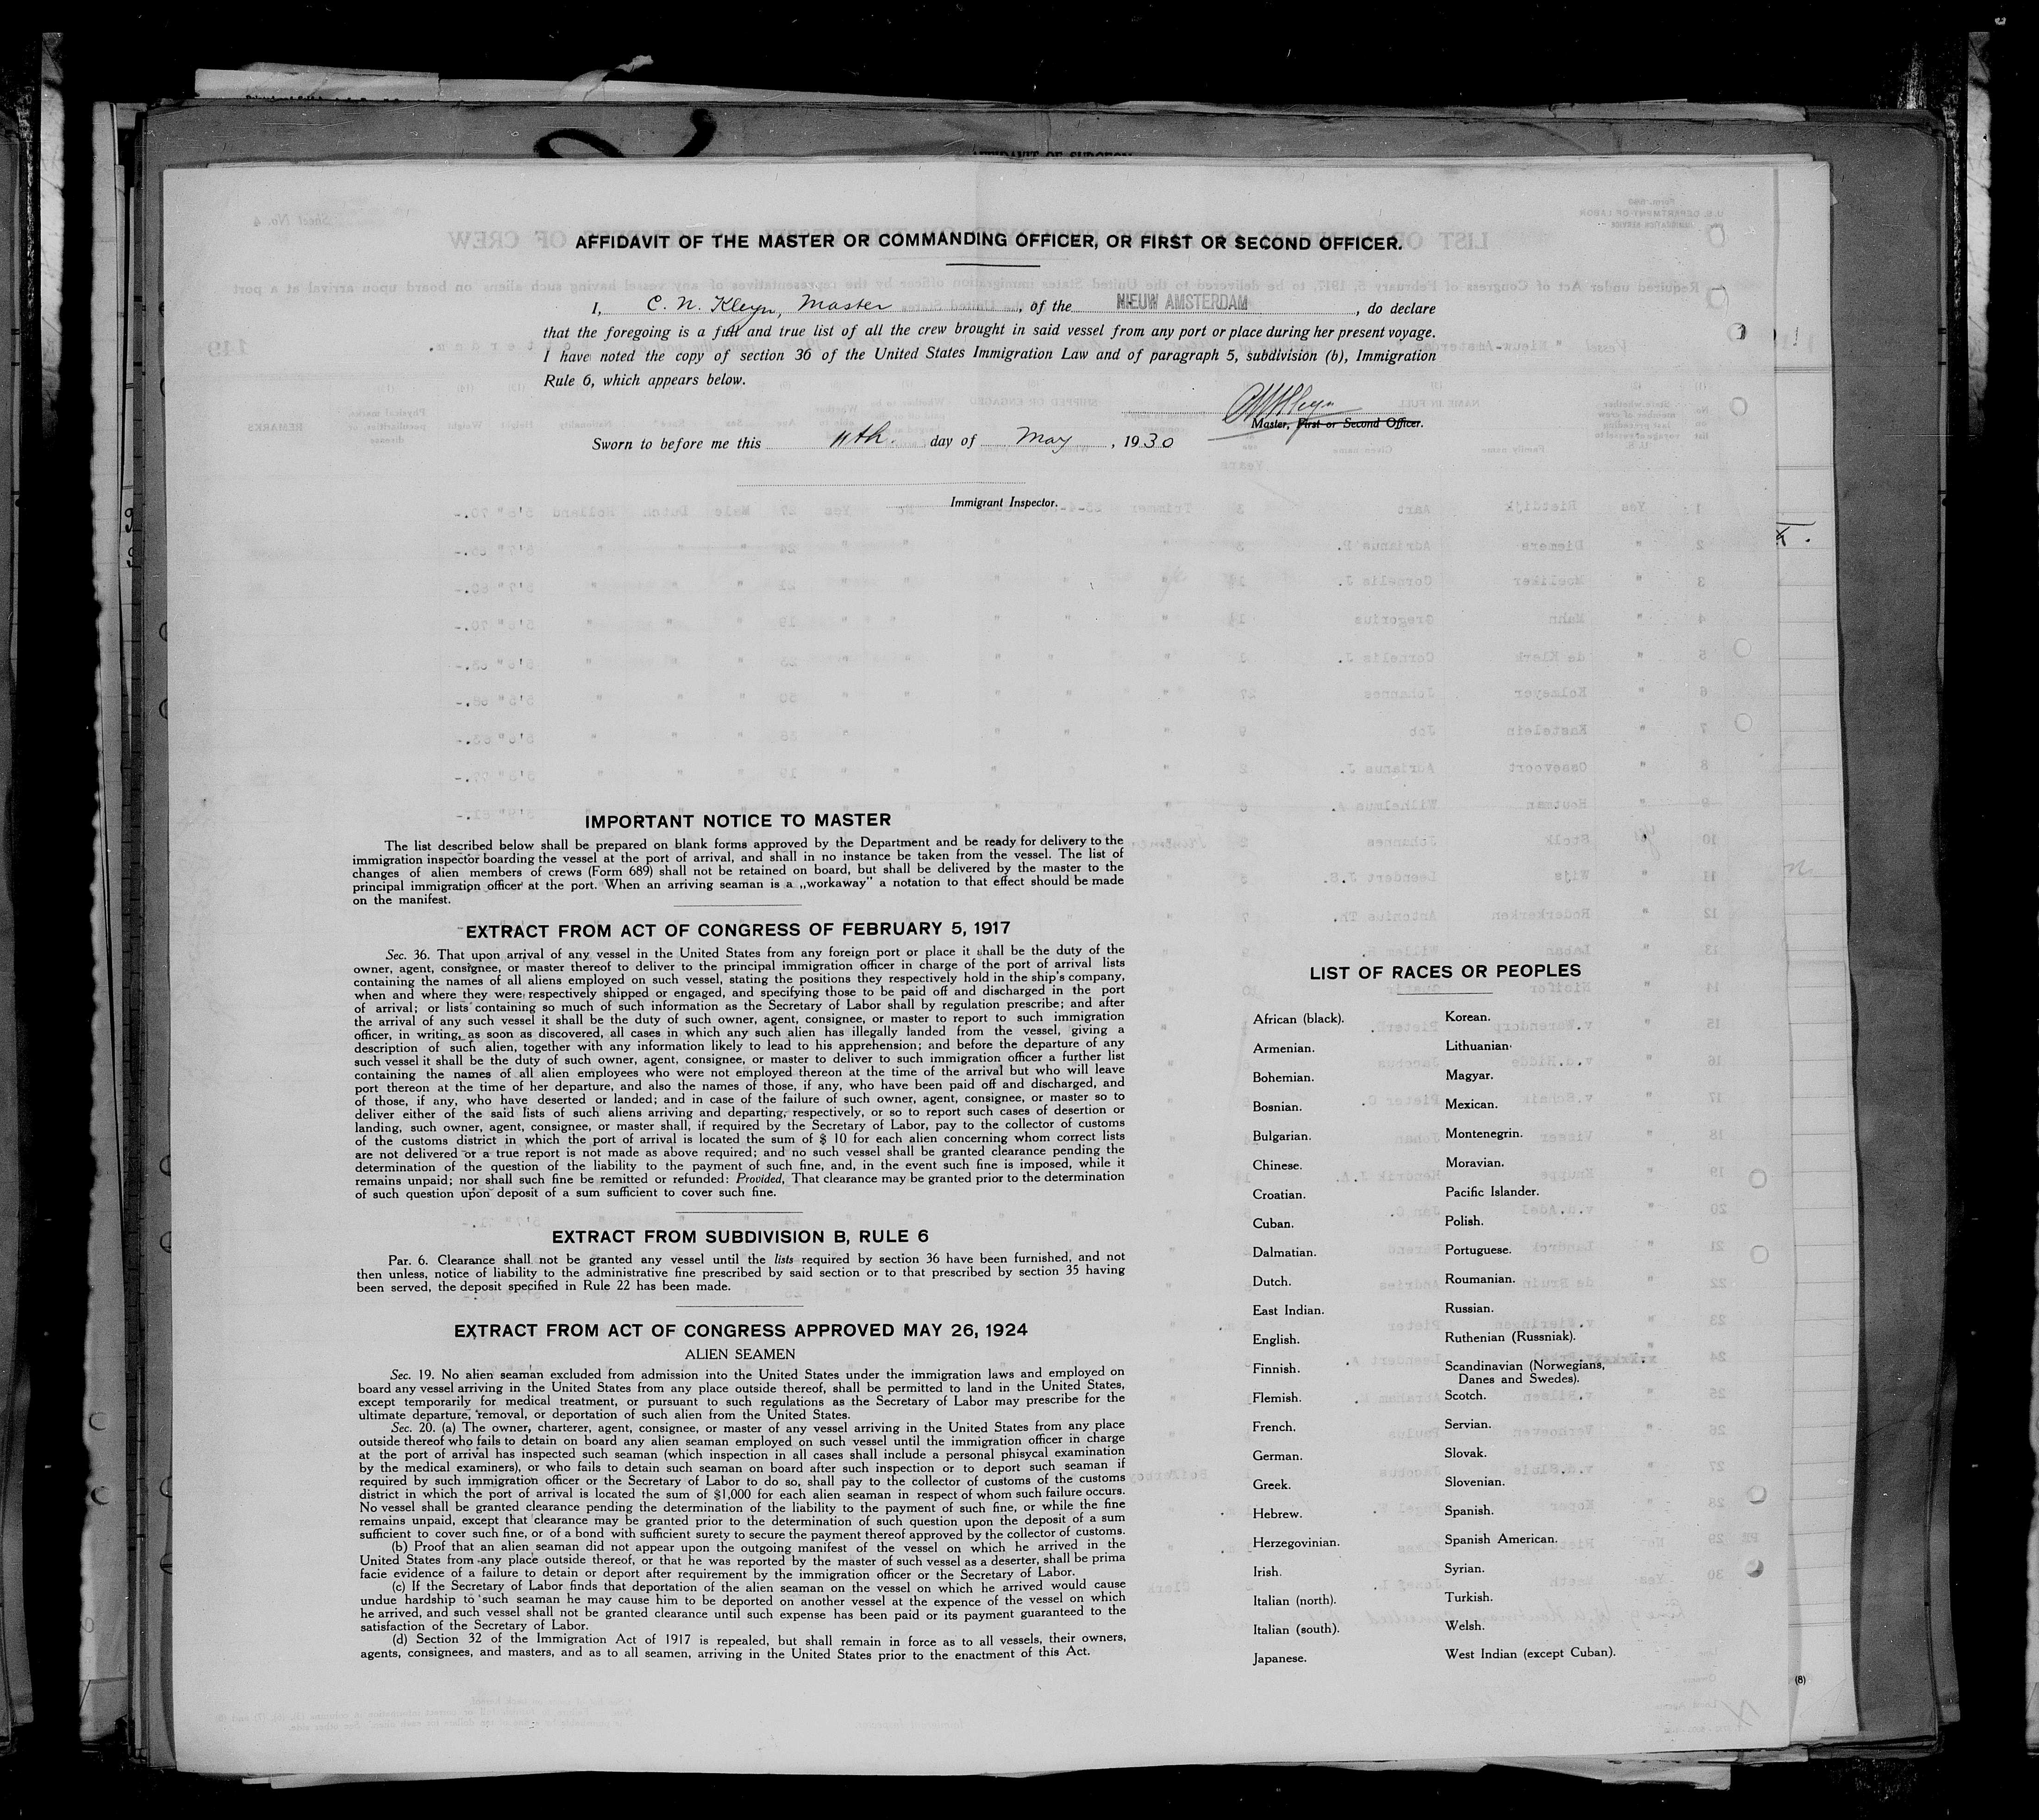 AFFIDAVIT OF THE MASTER OR COMMANDING OFFICER, OR FIRST OR SECOND OFFICER.
I, C. N. Kleyn, Master, of the NIEUW AMSTERDAM, do declare
that the foregoing is a full and true list of all the crew brought in said vessel from any port or place during her present voyage.
I have noted the copy of section 36 of the United States Immigration Law and of paragraph 5, subdivision (b), Immigration
Rule 6, which appears below.
Master, First or Second Officer.
Sworn to before me this 11th. day of May, 1930
Immigrant Inspector.
IMPORTANT NOTICE TO MASTER
The list described below shall be prepared on blank forms approved by the Department and be ready for delivery to the
immigration inspector boarding the vessel at the port of arrival, and shall in no instance be taken from the vessel. The list of
changes of alien members of crews (Form 689) shall not be retained on board, but shall be delivered by the master to the
principal immigration officer at the port. When an arriving seaman is a „workaway" a notation to that effect should be made
on the manifest.
EXTRACT FROM ACT OF CONGRESS OF FEBRUARY 5, 1917
Sec. 36. That upon arrival of any vessel in the United States from any foreign port or place it shall be the duty of the
owner, agent, consignee, or master thereof to deliver to the principal immigration officer in charge of the port of arrival lists
containing the names of all aliens employed on such vessel, stating the positions they respectively hold in the ship's company,
when and where they were respectively shipped or engaged, and specifying those to be paid off and discharged in the port
of arrival; or lists containing so much of such information as the Secretary of Labor shall by regulation prescribe; and after
the arrival of any such vessel it shall be the duty of such owner, agent, consignee, or master to report to such immigration
officer, in writing, as soon as discovered, all cases in which any such alien has illegally landed from the vessel, giving a
description of such alien, together with any information likely to lead to his apprehension; and before the departure of any
such vessel it shall be the duty of such owner, agent, consignee, or master to deliver to such immigration officer a further list
containing the names of all alien employees who were not employed thereon at the time of the arrival but who will leave
port thereon at the time of her departure, and also the names of those, if any, who have been paid off and discharged, and
of those, if any, who have deserted or landed; and in case of the failure of such owner, agent, consignee, or master so to
deliver either of the said lists of such aliens arriving and departing, respectively, or so to report such cases of desertion or
landing, such owner, agent, consignee, or master shall, if required by the Secretary of Labor, pay to the collector of customs
of the customs district in which the port of arrival is located the sum of $ 10 for each alien concerning whom correct lists
are not delivered or a true report is not made as above required; and no such vessel shall be granted clearance pending the
determination of the question of the liability to the payment of such fine, and, in the event such fine is imposed, while it
remains unpaid; nor shall such fine be remitted or refunded: Provided, That clearance may be granted prior to the determination
of such question upon deposit of a sum sufficient to cover such fine.
EXTRACT FROM SUBDIVISION B, RULE 6
Par. 6. Clearance shall not be granted any vessel until the lists required by section 36 have been furnished, and not
then unless, notice of liability to the administrative fine prescribed by said section or to that prescribed by section 35 having
been served, the deposit specified in Rule 22 has been made.
EXTRACT FROM ACT OF CONGRESS APPROVED MAY 26, 1924
ALIEN SEAMEN
Sec. 19. No alien seaman excluded from admission into the United States under the immigration laws and employed on
board any vessel arriving in the United States from any place outside thereof, shall be permitted to land in the United States,
except temporarily for medical treatment, or pursuant to such regulations as the Secretary of Labor may prescribe for the
ultimate departure, removal, or deportation of such alien from the United States.
Sec. 20. (a) The owner, charterer, agent, consignee, or master of any vessel arriving in the United States from any place
outside thereof who fails to detain on board any alien seaman employed on such vessel until the immigration officer in charge
at the port of arrival has inspected such seaman (which inspection in all cases shall include a personal phisycal examination
by the medical examiners), or who fails to detain such seaman on board after such inspection or to deport such seaman if
required by such immigration officer or the Secretary of Labor to do so, shall pay to the collector of customs of the customs
district in which the port of arrival is located the sum of $1,000 for each alien seaman in respect of whom such failure occurs.
No vessel shall be granted clearance pending the determination of the liability to the payment of such fine, or while the fine
remains unpaid, except that clearance may be granted prior to the determination of such question upon the deposit of a sum
sufficient to cover such fine, or of a bond with sufficient surety to secure the payment thereof approved by the collector of customs.
(b) Proof that an alien seaman did not appear upon the outgoing manifest of the vessel on which he arrived in the
United States from any place outside thereof, or that he was reported by the master of such vessel as a deserter, shall be prima
facie evidence of a failure to detain or deport after requirement by the immigration officer or the Secretary of Labor.
(c) If the Secretary of Labor finds that deportation of the alien seaman on the vessel on which he arrived would cause
undue hardship to such seaman he may cause him to be deported on another vessel at the expence of the vessel on which
he arrived, and such vessel shall not be granted clearance until such expense has been paid or its payment guaranteed to the
satisfaction of the Secretary of Labor.
(d) Section 32 of the Immigration Act of 1917 is repealed, but shall remain in force as to all vessels, their owners,
agents, consignees, and masters, and as to all seamen, arriving in the United States prior to the enactment of this Act.
LIST OF RACES OR PEOPLES
African (black).
Armenian.
Bohemian.
Bosnian.
Bulgarian.
Chinese.
Croatian.
Cuban.
Dalmatian.
Dutch.
East Indian.
English.
Finnish.
Flemish.
French.
German.
Greek.
Hebrew.
Herzegovinian.
Irish.
Italian (north).
Italian (south).
Japanese.
Korean.
Lithuanian.
Magyar.
Mexican.
Montenegrin.
Moravian.
Pacific Islander.
Polish.
Portuguese.
Roumanian.
Russian.
Ruthenian (Russniak).
Scandinavian (Norwegians,
Danes and Swedes).
Scotch.
Servian.
Slovak.
Slovenian.
Spanish.
Spanish American.
Syrian.
Turkish.
Welsh.
West Indian (except Cuban).
(8)